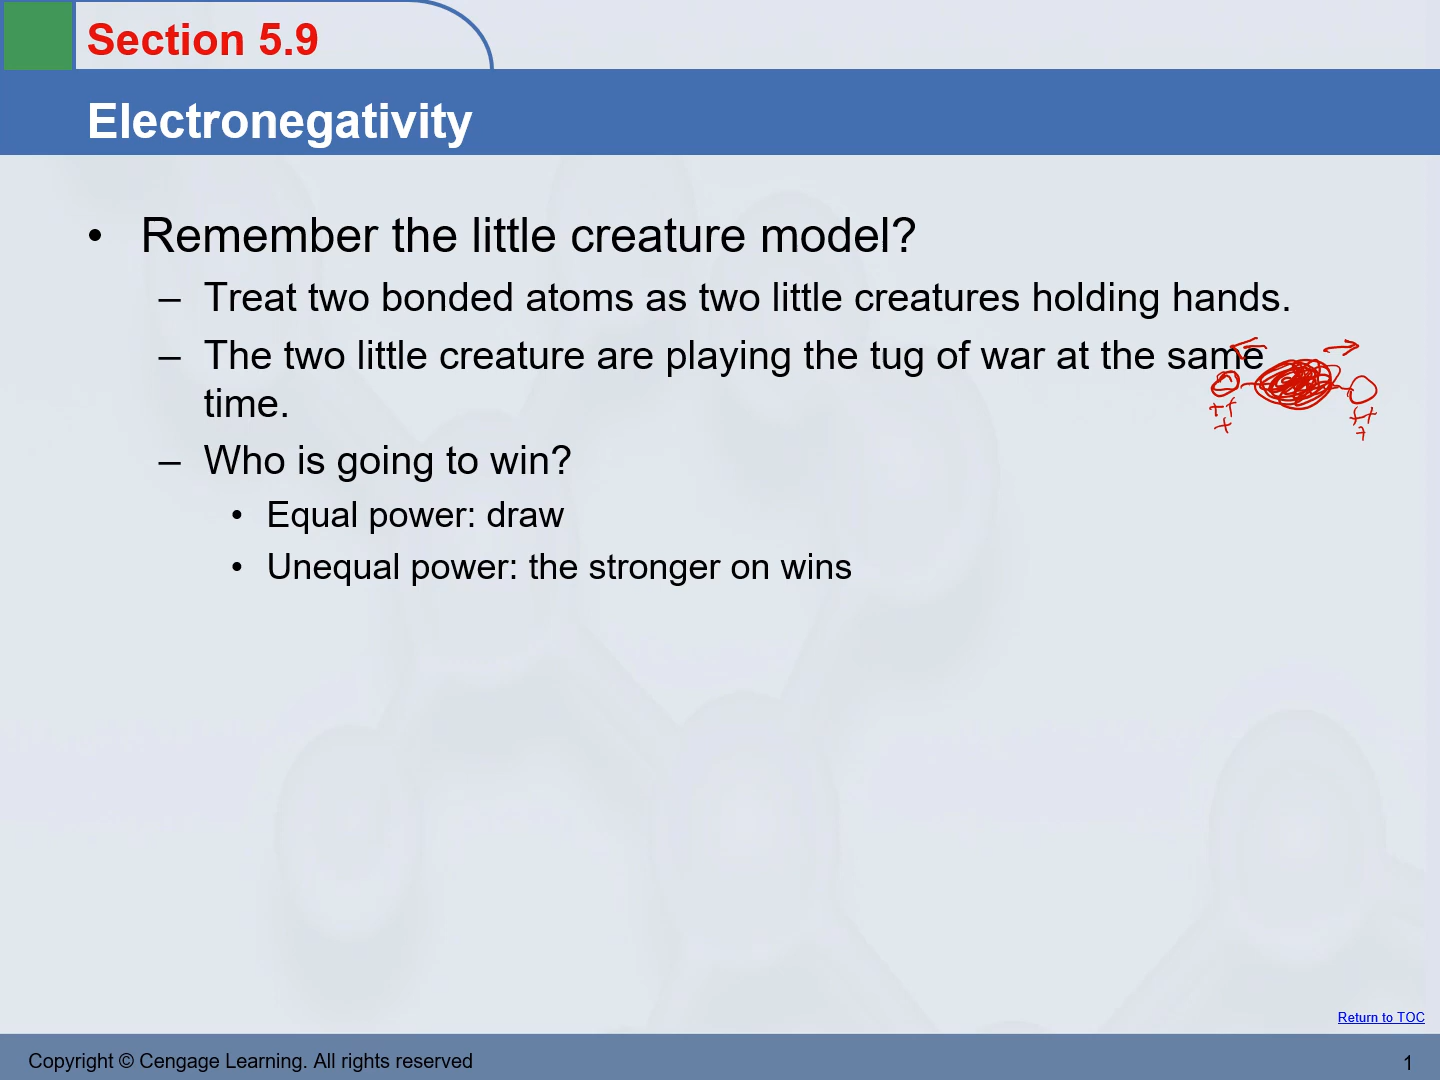 Section 5.9
Electronegativity
• Remember the little creature model?
– Treat two bonded atoms as two little creatures holding hands.
– The two little creature are playing the tug of war at the same
time.
– Who is going to win?
• Equal power: draw
• Unequal power: the stronger on wins
++ ++
+ +
Return to TOC
Copyright © Cengage Learning. All rights reserved 1